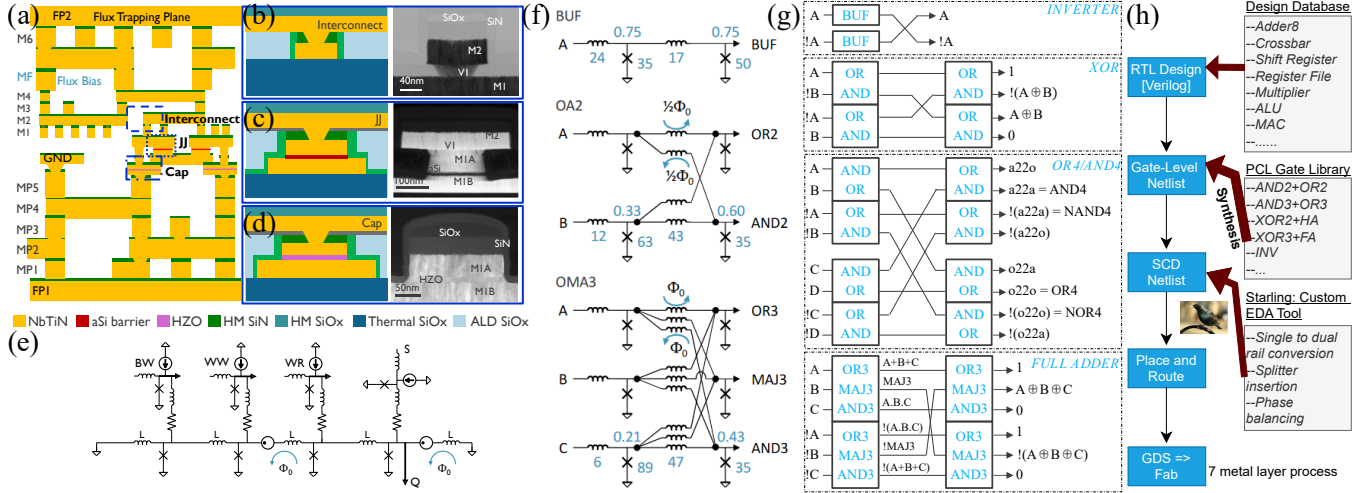 (a)
FP2
Flux Trapping Plane
M6
MF
Flux Bias
M4
M3
M2
M1
Interconnect
JJ
GND
Cap
MP5
MP4
MP3
MP2
MP1
FP1
(b)
Interconnect
SiOx
SiN
M2
V1
40nm
M1
(c)
JJ
M2
V1
M1A
aSi
100nm
M1B
(d)
Cap
SiOx
SiN
M1A
HZO
50nm
M1B
NbTiN
aSi barrier
HZO
HM SiN
HM SiOx
Thermal SiOx
ALD SiOx
(e)
BW
WW
WR
S
L
L
L
L
L
Φ0
Φ0
Q
(f)
BUF
0.75
0.75
A
BUF
24
35
17
50
OA2
½Φ0
A
OR2
½Φ0
0.33
0.60
B
AND2
12
63
43
35
OMA3
Φ0
A
OR3
Φ0
B
MAJ3
0.21
0.43
C
AND3
6
89
47
35
(g)
INVERTER
A
BUF
A
!A
BUF
!A
XOR
A
OR
OR
1
!B
AND
AND
!(A⊕B)
!A
OR
OR
A⊕B
B
AND
AND
0
OR4/AND4
A
AND
OR
a22o
B
OR
AND
a22a = AND4
!A
OR
OR
!(a22a) = NAND4
!B
AND
AND
!(a22o)
C
AND
AND
o22a
D
OR
OR
o22o = OR4
!C
OR
AND
!(o22o) = NOR4
!D
AND
OR
!(o22a)
FULL ADDER
A
OR3
A+B+C
OR3
1
B
MAJ3
MAJ3
MAJ3
A⊕B⊕C
C
AND3
A.B.C
AND3
0
!A
OR3
!(A.B.C)
OR3
1
!B
MAJ3
!MAJ3
MAJ3
!(A⊕B⊕C)
!C
AND3
!(A+B+C)
AND3
0
(h)
Design Database
--Adder8
--Crossbar
--Shift Register
--Register File
--Multiplier
--ALU
--MAC
--......
RTL Design
[Verilog]
Gate-Level
Netlist
PCL Gate Library
--AND2+OR2
--AND3+OR3
--XOR2+HA
--XOR3+FA
--INV
--...
Synthesis
SCD
Netlist
Starling: Custom
EDA Tool
--Single to dual
rail conversion
--Splitter
insertion
--Phase
balancing
Place and
Route
GDS =>
Fab
7 metal layer process